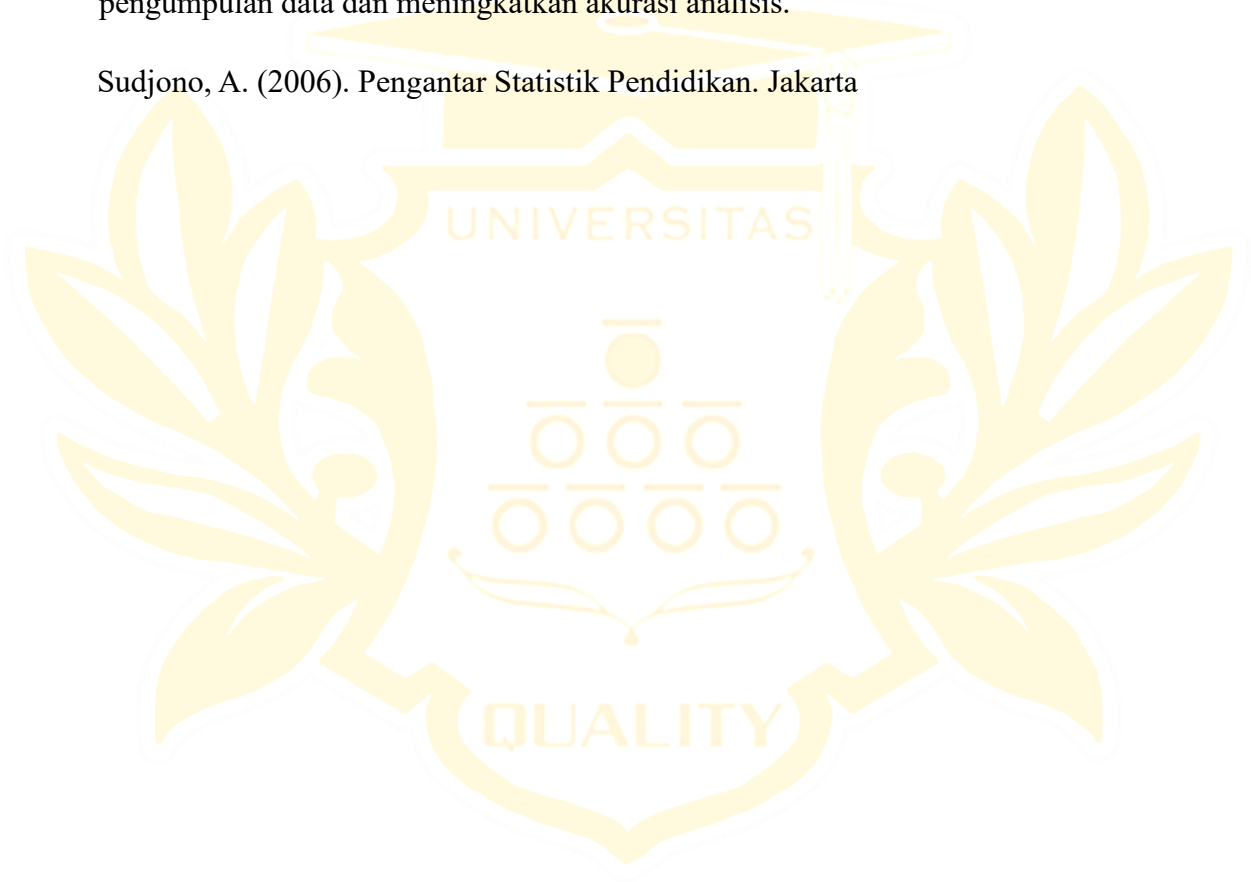 pengumpulan data dan meningkatkan akurasi analisis.
Sudjono, A. (2006). Pengantar Statistik Pendidikan. Jakarta
UNIVERSITAS
QUALITY